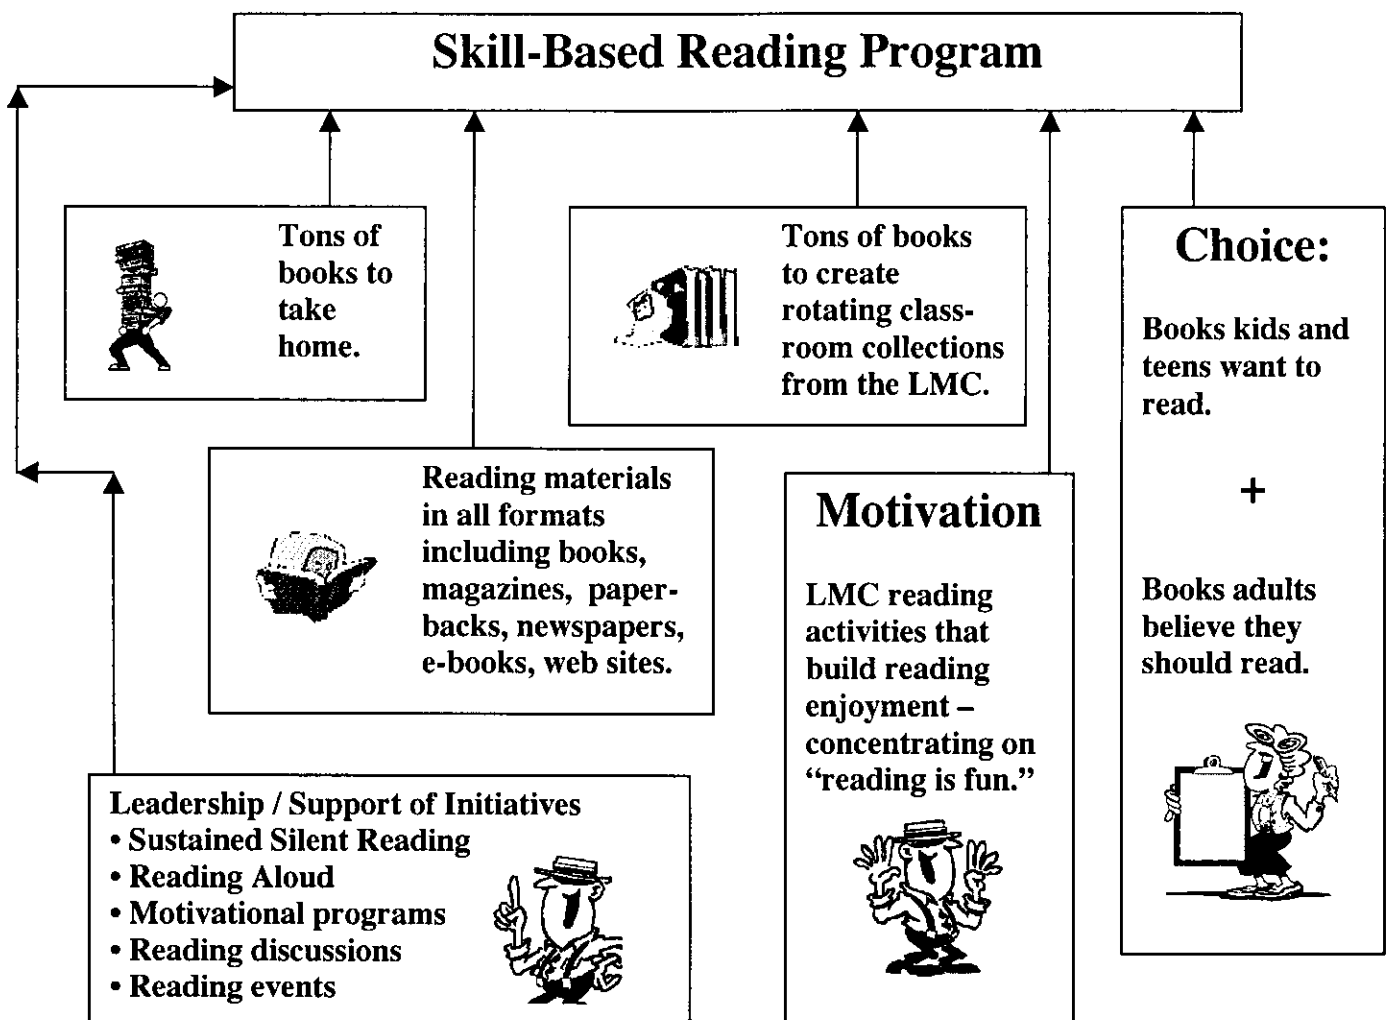 Skill-Based Reading Program
Tons of
books to
take
home.
Tons of books
to create
rotating class-
room collections
from the LMC.
Choice:
Books kids and
teens want to
read.
+
Books adults
believe they
should read.
Reading materials
in all formats
including books,
magazines, paper-
backs, newspapers,
e-books, web sites.
Motivation
LMC reading
activities that
build reading
enjoyment –
concentrating on
“reading is fun.”
Leadership / Support of Initiatives
• Sustained Silent Reading
• Reading Aloud
• Motivational programs
• Reading discussions
• Reading events